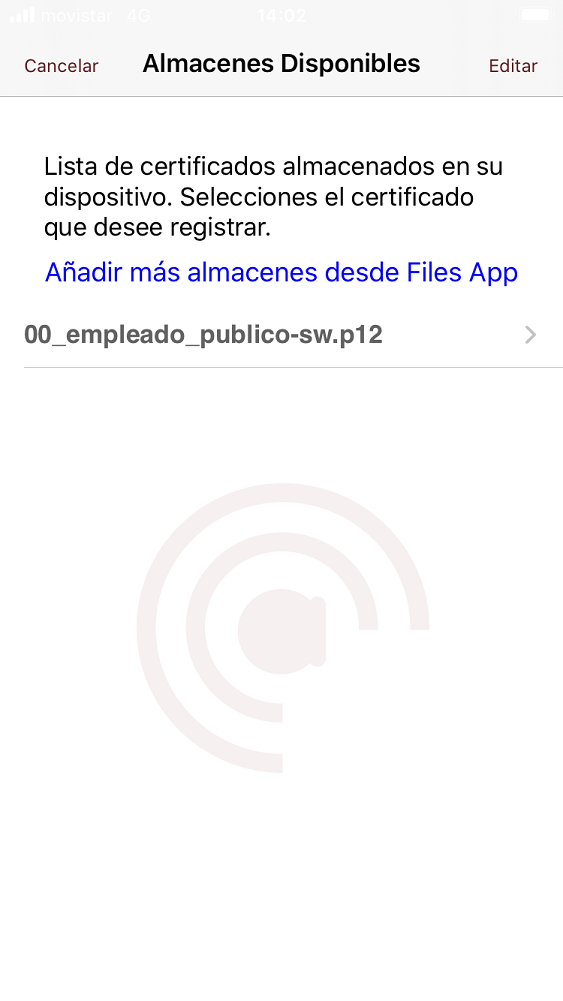 movistar 4G 14:02
Cancelar Almacenes Disponibles Editar
Lista de certificados almacenados en su
dispositivo. Selecciones el certificado
que desee registrar.
Añadir más almacenes desde Files App
00_empleado_publico-sw.p12